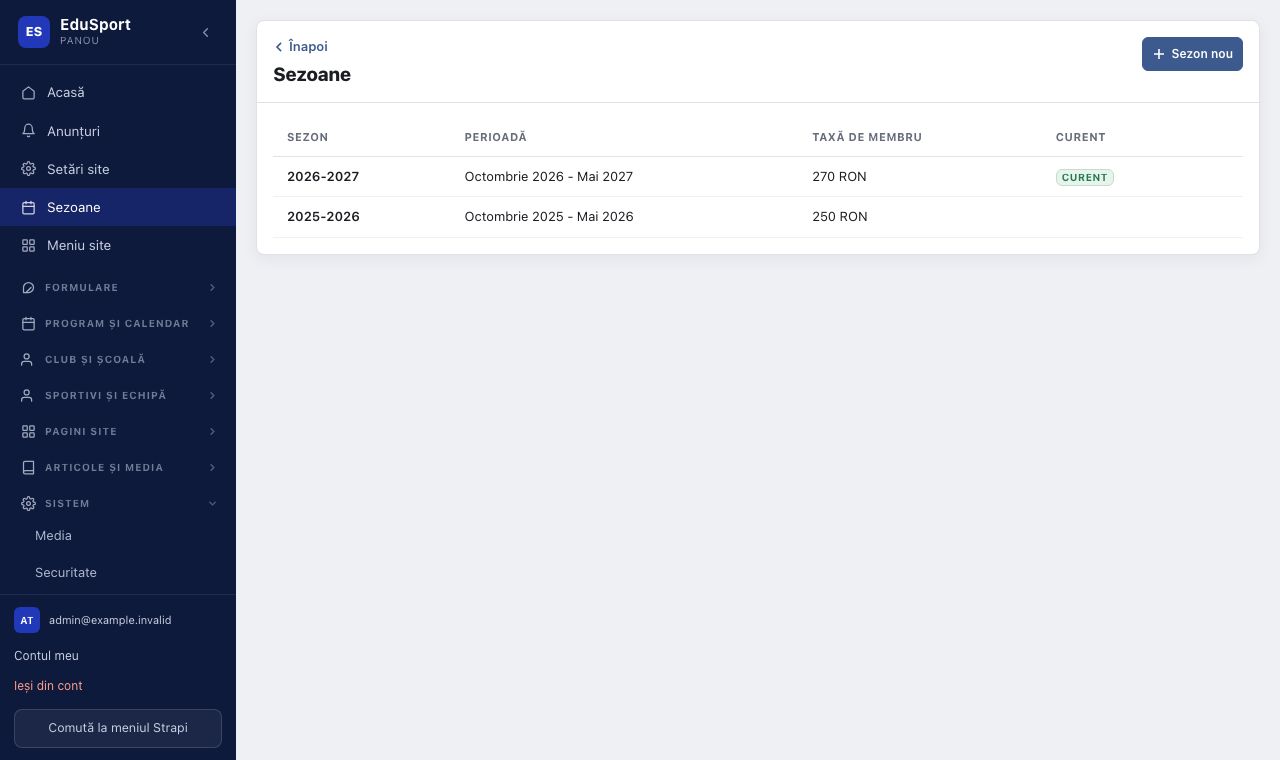 ES
EduSport
PANOU
Acasă
Anunțuri
Setări site
Sezoane
Meniu site
FORMULARE
PROGRAM ȘI CALENDAR
CLUB ȘI ȘCOALĂ
SPORTIVI ȘI ECHIPĂ
PAGINI SITE
ARTICOLE ȘI MEDIA
SISTEM
Media
Securitate
AT admin@example.invalid
Contul meu
Ieși din cont
Comută la meniul Strapi
Înapoi
Sezoane
Sezon nou
SEZON PERIOADĂ TAXĂ DE MEMBRU CURENT
2026-2027 Octombrie 2026 - Mai 2027 270 RON CURENT
2025-2026 Octombrie 2025 - Mai 2026 250 RON